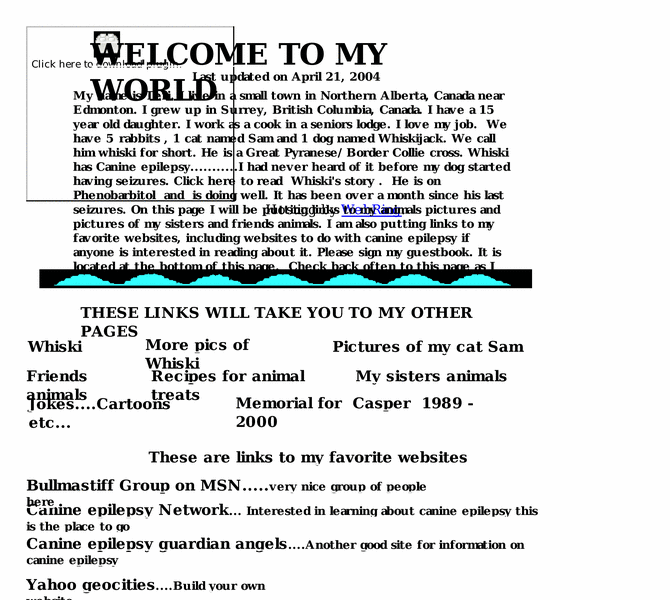 WELCOME TO MY
WORLD
Click here to download plugin...
Last updated on April 21, 2004
My name is I live in a small town in Northern Alberta, Canada near
Edmonton. I grew up in Surrey, British Columbia, Canada. I have a 15
year old daughter. I work as a cook in a seniors lodge. I love my job. We
have 5 rabbits , 1 cat named Sam and 1 dog named Whiskijack. We call
him whiski for short. He is a Great Pyranese/ Border Collie cross. Whiski
has Canine epilepsy...........I had never heard of it before my dog started
having seizures. Click here to read Whiski's story . He is on
Phenobarbitol and is doing well. It has been over a month since his last
seizures. On this page I will be putting links to my animals pictures and
Hosting by WebRing.
pictures of my sisters and friends animals. I am also putting links to my
favorite websites, including websites to do with canine epilepsy if
anyone is interested in reading about it. Please sign my guestbook. It is
located at the bottom of this page. Check back often to this page as I
THESE LINKS WILL TAKE YOU TO MY OTHER
PAGES
Whiski
More pics of
Whiski
Pictures of my cat Sam
Friends
animals
Recipes for animal
treats
My sisters animals
Jokes....Cartoons
etc...
Memorial for Casper 1989 -
2000
These are links to my favorite websites
Bullmastiff Group on MSN.....very nice group of people
here
Canine epilepsy Network... Interested in learning about canine epilepsy this
is the place to go
Canine epilepsy guardian angels....Another good site for information on
canine epilepsy
Yahoo geocities....Build your own
website